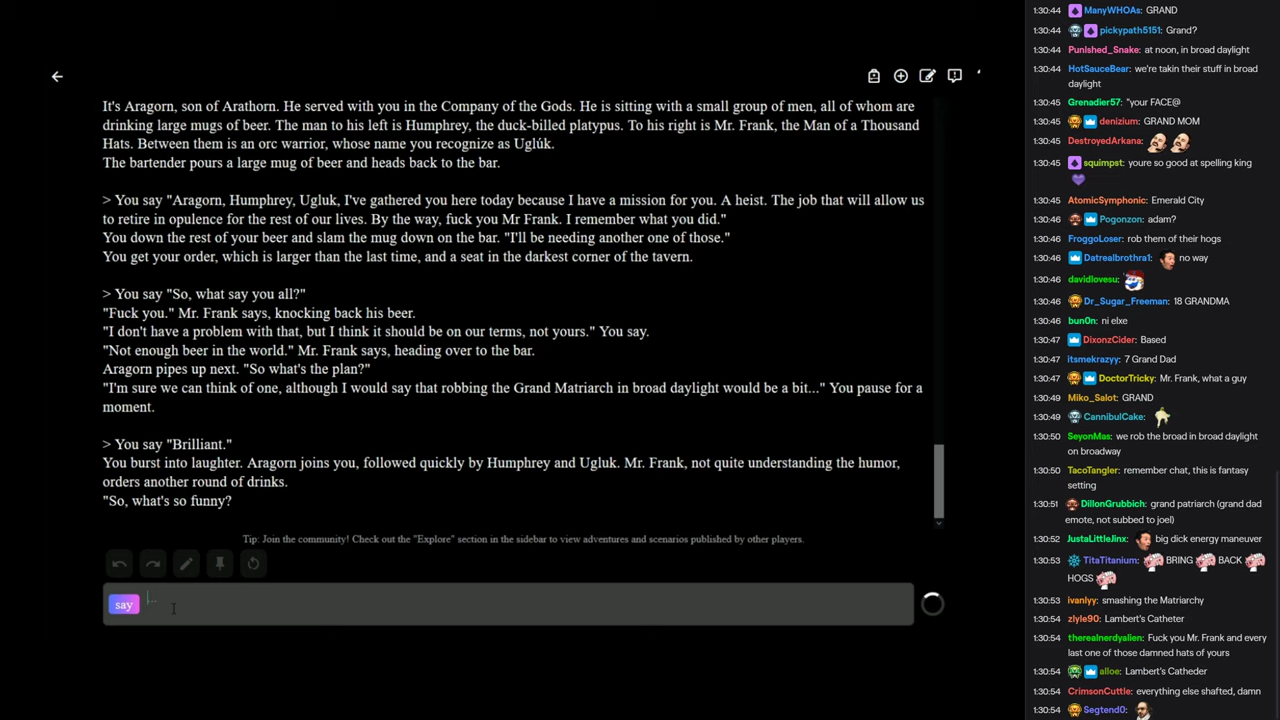 It's Aragorn, son of Arathorn. He served with you in the Company of the Gods. He is sitting with a small group of men, all of whom are
drinking large mugs of beer. The man to his left is Humphrey, the duck-billed platypus. To his right is Mr. Frank, the Man of a Thousand
Hats. Between them is an orc warrior, whose name you recognize as Uglúk.
The bartender pours a large mug of beer and heads back to the bar.
> You say "Aragorn, Humphrey, Ugluk, I've gathered you here today because I have a mission for you. A heist. The job that will allow us
to retire in opulence for the rest of our lives. By the way, fuck you Mr Frank. I remember what you did."
You down the rest of your beer and slam the mug down on the bar. "I'll be needing another one of those."
You get your order, which is larger than the last time, and a seat in the darkest corner of the tavern.
> You say "So, what say you all?"
"Fuck you." Mr. Frank says, knocking back his beer.
"I don't have a problem with that, but I think it should be on our terms, not yours." You say.
"Not enough beer in the world." Mr. Frank says, heading over to the bar.
Aragorn pipes up next. "So what's the plan?"
"I'm sure we can think of one, although I would say that robbing the Grand Matriarch in broad daylight would be a bit..." You pause for a
moment.
> You say "Brilliant."
You burst into laughter. Aragorn joins you, followed quickly by Humphrey and Ugluk. Mr. Frank, not quite understanding the humor,
orders another round of drinks.
"So, what's so funny?
Tip: Join the community! Check out the "Explore" section in the sidebar to view adventures and scenarios published by other players.
say ...
1:30:44 ManyWHOAs: GRAND
1:30:44 pickypath5151: Grand?
1:30:44 Punished_Snake: at noon, in broad daylight
1:30:44 HotSauceBear: we're takin their stuff in broad
daylight
1:30:45 Grenadier57: "your FACE@
1:30:45 denizium: GRAND MOM
1:30:45 DestroyedArkana:
1:30:45 aquimpst: youre so good at spelling king
1:30:45 AtomicSymphonic: Emerald City
1:30:46 Pogonzon: adam?
1:30:46 FroggoLoser: rob them of their hogs
1:30:46 Datrealbrothra1: no way
1:30:46 davidlovesu:
1:30:46 Dr_Sugar_Freeman: 18 GRANDMA
1:30:46 bun0n: ni elxe
1:30:47 DixonzCider: Based
1:30:47 itsmekrazyy: 7 Grand Dad
1:30:47 DoctorTricky: Mr. Frank, what a guy
1:30:49 Miko_Salot: GRAND
1:30:49 CannibulCake:
1:30:50 SeyonMas: we rob the broad in broad daylight
on broadway
1:30:50 TacoTangler: remember chat, this is fantasy
setting
1:30:51 DillonGrubbich: grand patriarch (grand dad
emote, not subbed to joel)
1:30:52 JustaLittleJinx: big dick energy maneuver
1:30:53 TitaTitanium: BRING BACK
HOGS
1:30:53 ivanlyy: smashing the Matriarchy
1:30:54 zlyle90: Lambert's Catheter
1:30:54 therealnerdyalien: Fuck you Mr. Frank and every
last one of those damned hats of yours
1:30:54 alloe: Lambert's Catheder
1:30:54 CrimsonCuttle: everything else shafted, damn
1:30:54 Segtend0: